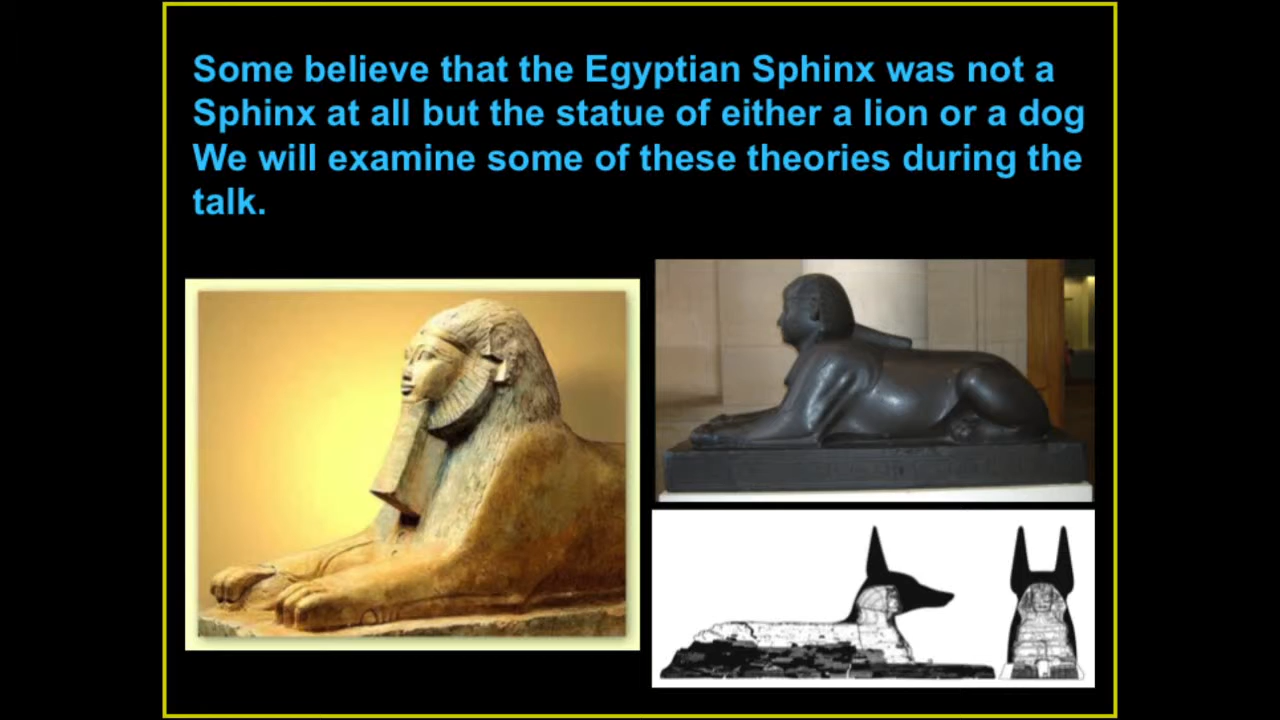 Some believe that the Egyptian Sphinx was not a
Sphinx at all but the statue of either a lion or a dog
We will examine some of these theories during the
talk.